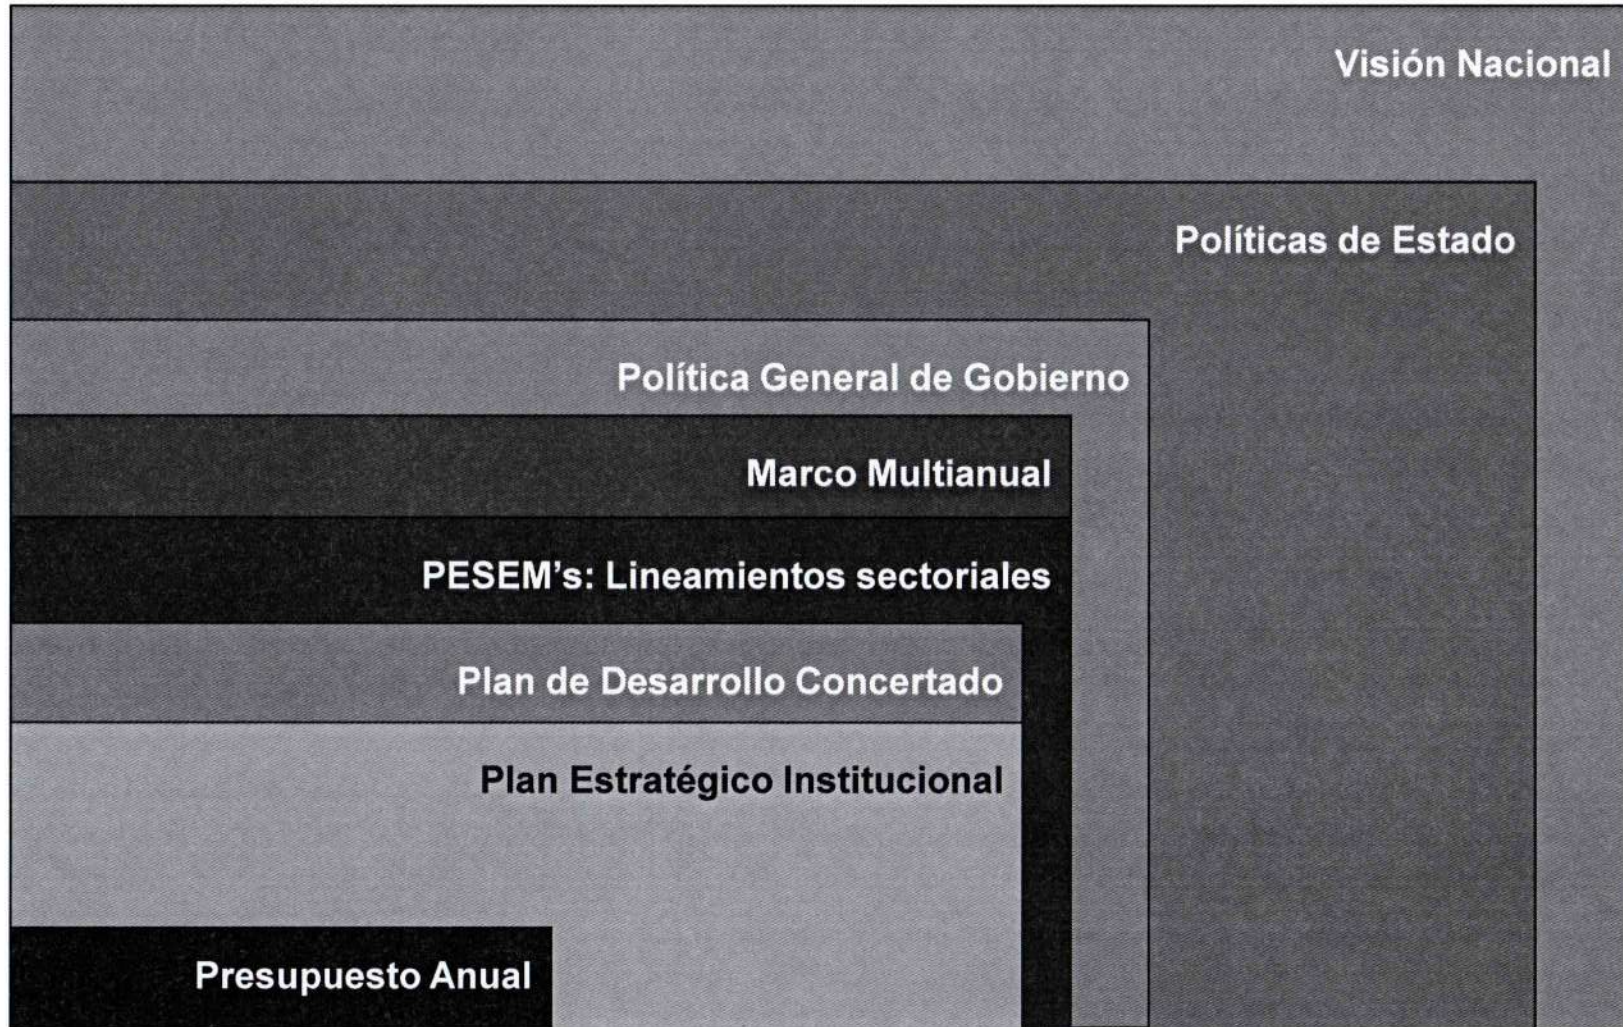 Visión Nacional
Políticas de Estado
Política General de Gobierno
Marco Multianual
PESEM's: Lineamientos sectoriales
Plan de Desarrollo Concertado
Plan Estratégico Institucional
Presupuesto Anual